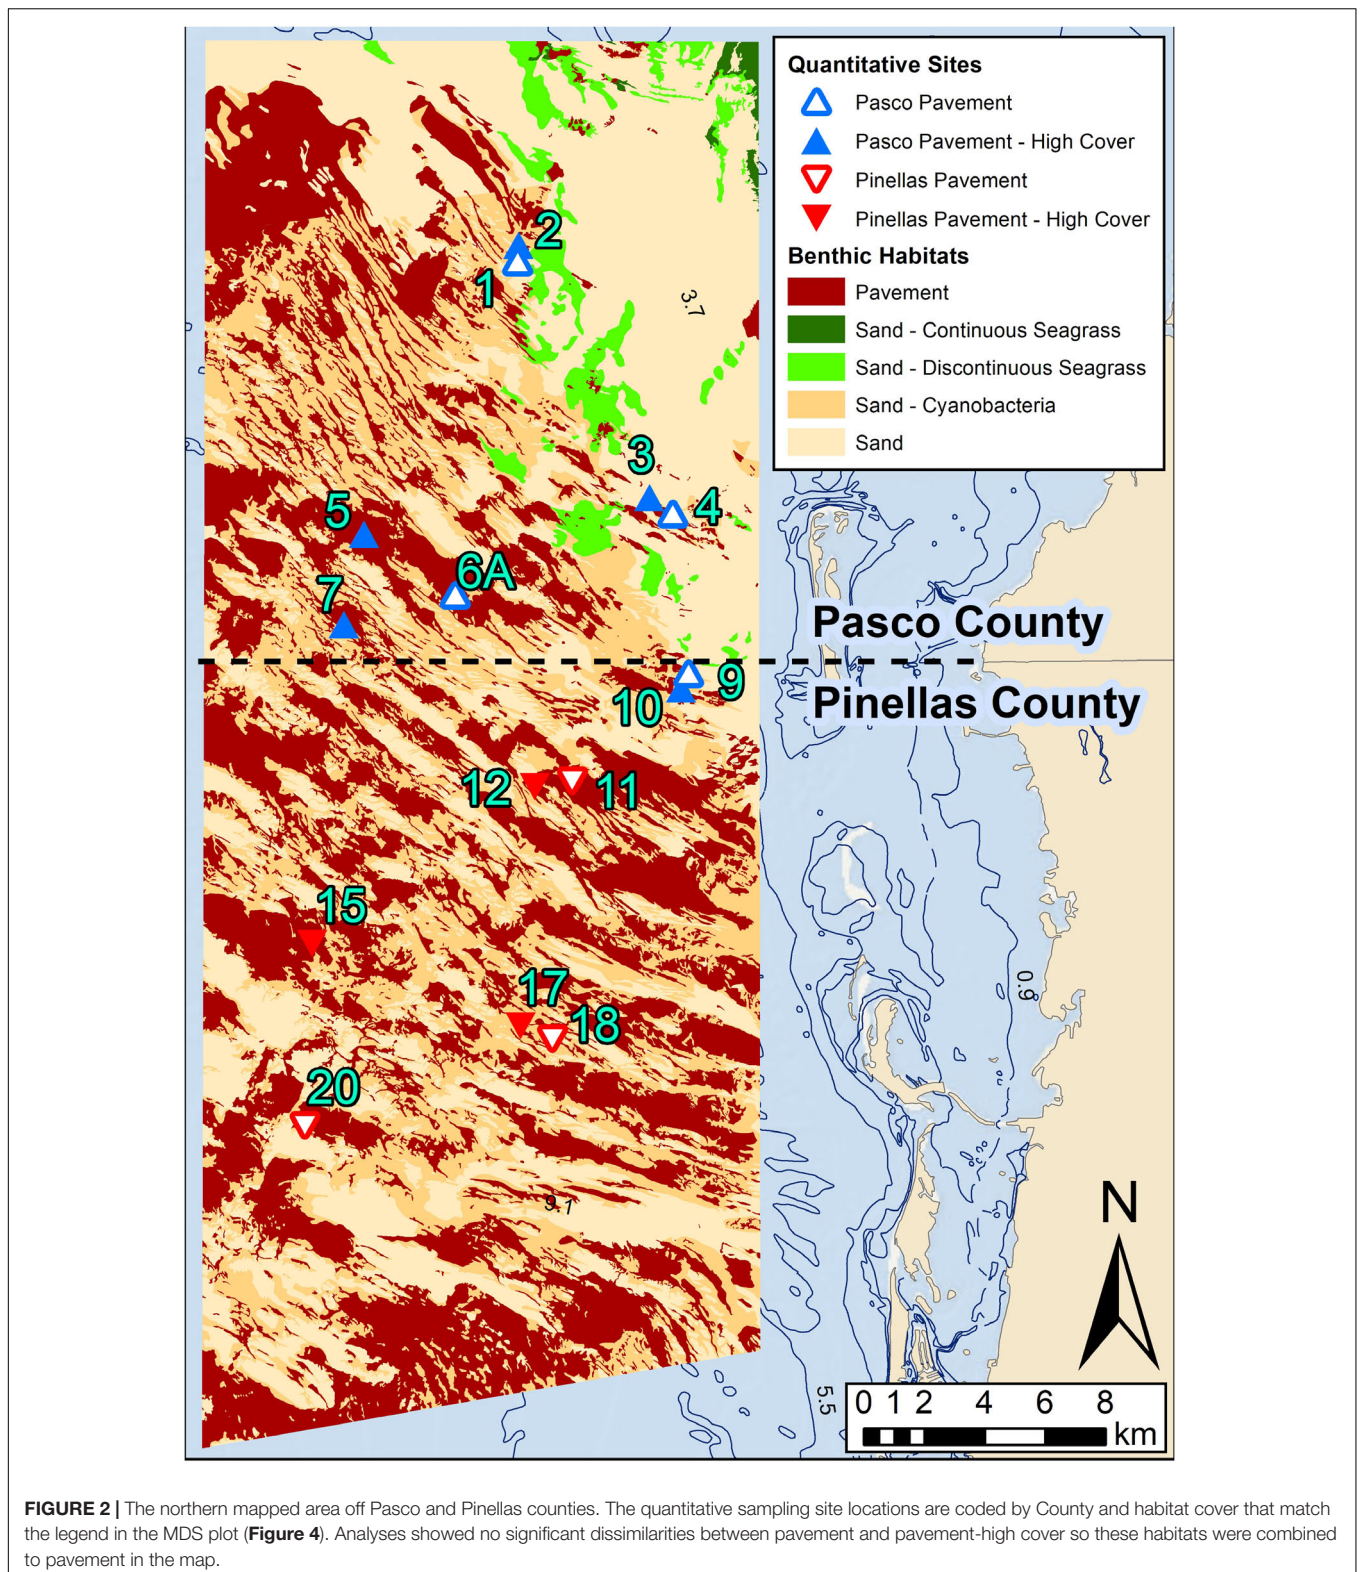 Quantitative Sites
Pasco Pavement
Pasco Pavement - High Cover
Pinellas Pavement
Pinellas Pavement - High Cover
Benthic Habitats
Pavement
Sand - Continuous Seagrass
Sand - Discontinuous Seagrass
Sand - Cyanobacteria
Sand
2
1
3.7
3
4
5
6A
7
Pasco County
9
10
Pinellas County
12
11
15
17
18
0.9
20
9.1
N
5.5
0 1 2 4 6 8
km
FIGURE 2 | The northern mapped area off Pasco and Pinellas counties. The quantitative sampling site locations are coded by County and habitat cover that match
the legend in the MDS plot (Figure 4). Analyses showed no significant dissimilarities between pavement and pavement-high cover so these habitats were combined
to pavement in the map.